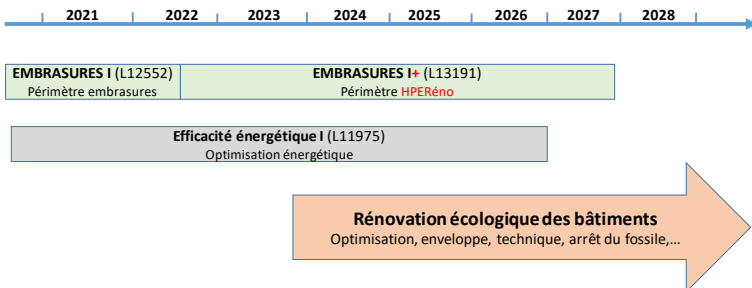 2021 2022 2023 2024 2025 2026 2027 2028
EMBRASURES I (L12552) EMBRASURES I+ (L13191)
Périmètre embrasures Périmètre HPERéno
Efficacité énergétique I (L11975)
Optimisation énergétique
Rénovation écologique des bâtiments
Optimisation, enveloppe, technique, arrêt du fossile,...